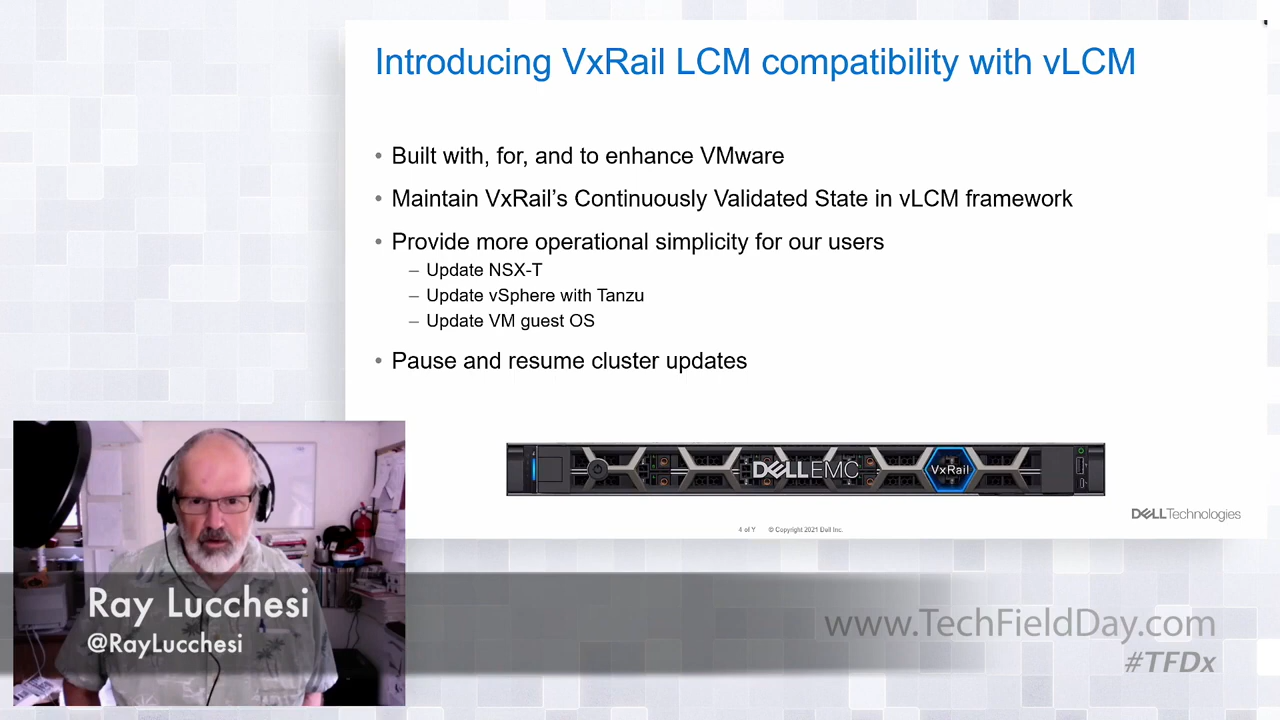 Introducing VxRail LCM compatibility with vLCM
• Built with, for, and to enhance VMware
• Maintain VxRail’s Continuously Validated State in vLCM framework
• Provide more operational simplicity for our users
– Update NSX-T
– Update vSphere with Tanzu
– Update VM guest OS
• Pause and resume cluster updates
DELLEMC
VxRail
DELLTechnologies
4 of Y © Copyright 2021 Dell Inc.
Ray Lucchesi
@RayLucchesi
www.TechFieldDay.com
#TFDx